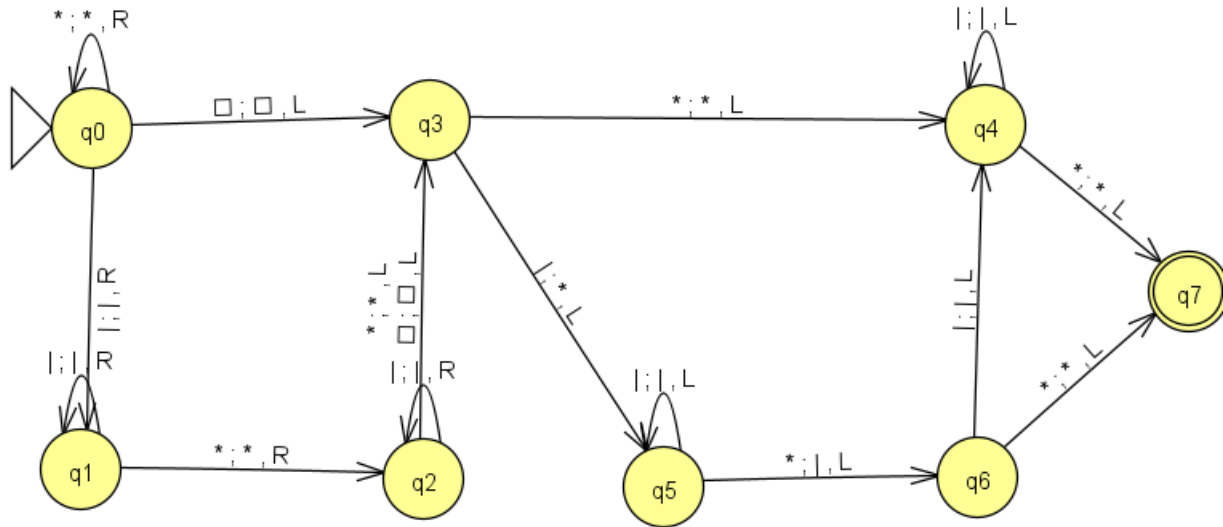 *;*,R
|;|,L
□;□,L
*;*,L
q0
q3
q4
*;*,L
|;|,R
*;*,L
□;□,L
|;*,L
|;|,L
*;*,L
q7
|;|,R
|;|,R
|;|,L
*;*,R
*;|,L
q1
q2
q5
q6